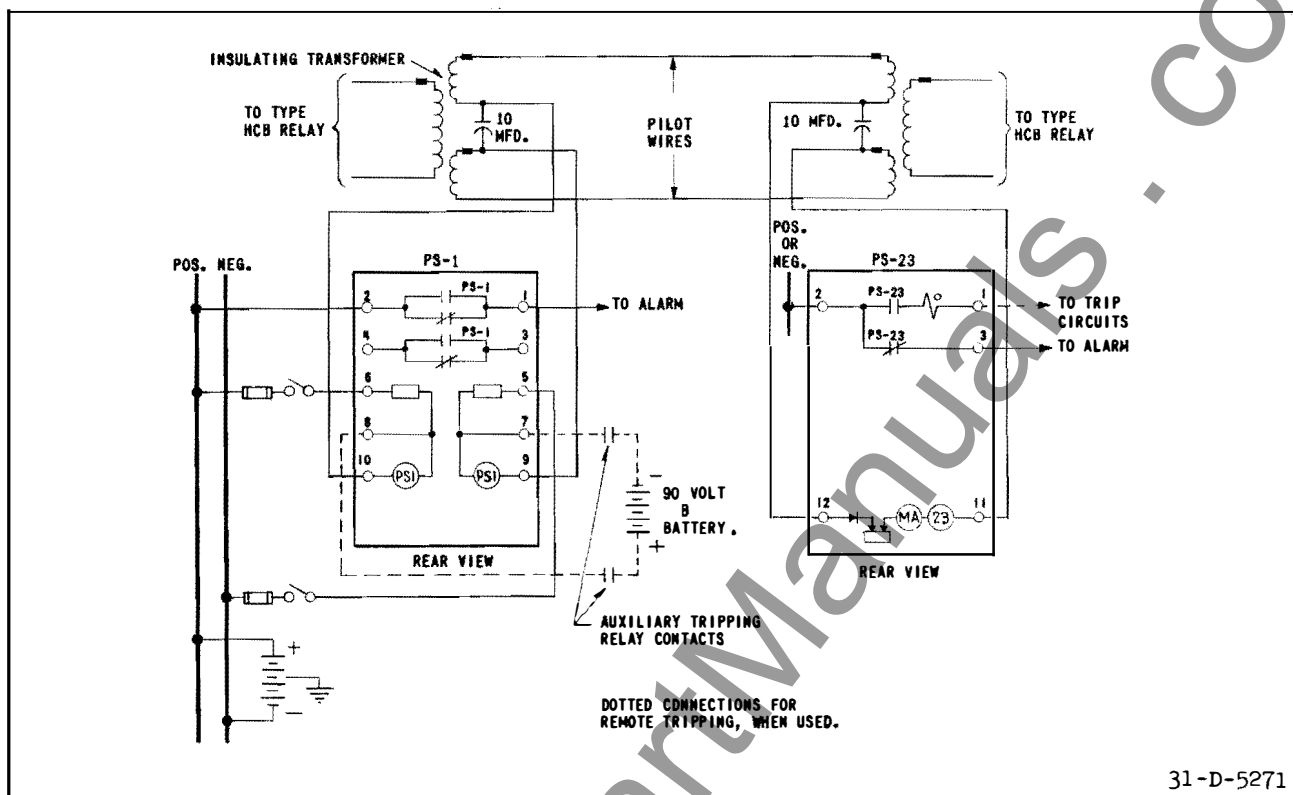 INSULATING TRANSFORMER
TO TYPE
HCB RELAY
10
MFD.
PILOT
WIRES
10 MFD.
TO TYPE
HCB RELAY
POS. NEG.
PS-1
2
PS-1
1
TO ALARM
4
PS-1
3
6
5
8
7
10
PS1
PS1
9
REAR VIEW
−
90 VOLT
B
BATTERY.
+
AUXILIARY TRIPPING
RELAY CONTACTS
+
−
POS.
OR
NEG.
PS-23
2
PS-23
1
TO TRIP
CIRCUITS
PS-23
3
TO ALARM
12
MA
23
11
REAR VIEW
DOTTED CONNECTIONS FOR
REMOTE TRIPPING, WHEN USED.
31-D-5271